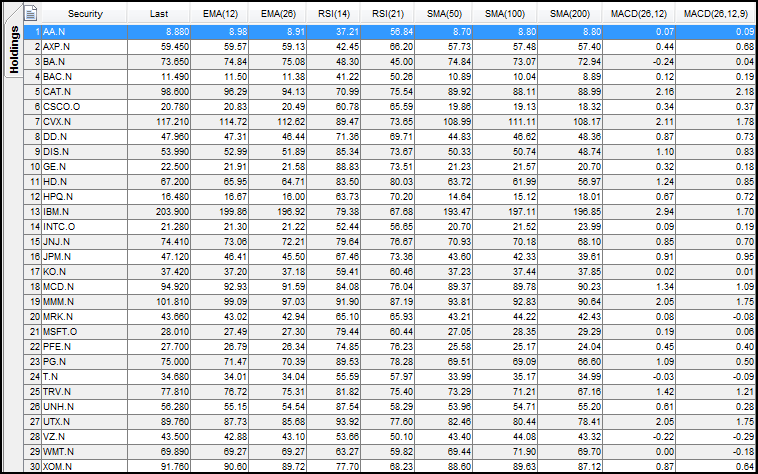 Holdings
Security Last EMA(12) EMA(26) RSI(14) RSI(21) SMA(50) SMA(100) SMA(200) MACD(26,12) MACD(26,12,9)
1 AA.N 8.880 8.98 8.91 37.21 56.84 8.70 8.80 8.80 0.07 0.09
2 AXP.N 59.450 59.57 59.13 42.45 66.20 57.73 57.48 57.40 0.44 0.68
3 BA.N 73.650 74.84 75.08 48.30 45.00 74.84 73.07 72.94 -0.24 0.04
4 BAC.N 11.490 11.50 11.38 41.22 50.26 10.89 10.04 8.89 0.12 0.19
5 CAT.N 98.600 96.29 94.13 70.99 75.54 89.92 88.11 88.99 2.16 2.18
6 CSCO.O 20.780 20.83 20.49 60.78 65.59 19.86 19.13 18.32 0.34 0.37
7 CVX.N 117.210 114.72 112.62 89.47 73.65 108.99 111.11 108.17 2.11 1.78
8 DD.N 47.960 47.31 46.44 71.36 69.71 44.83 46.62 48.36 0.87 0.73
9 DIS.N 53.990 52.99 51.89 85.34 73.67 50.33 50.74 48.74 1.10 0.83
10 GE.N 22.500 21.91 21.58 88.83 73.51 21.23 21.57 20.70 0.32 0.18
11 HD.N 67.200 65.95 64.71 83.50 80.03 63.72 61.99 56.97 1.24 0.85
12 HPQ.N 16.480 16.67 16.00 63.73 70.20 14.64 15.12 18.01 0.67 0.72
13 IBM.N 203.900 199.86 196.92 79.38 67.68 193.47 197.11 196.85 2.94 1.70
14 INTC.O 21.280 21.30 21.22 52.44 56.65 20.70 21.52 23.99 0.09 0.19
15 JNJ.N 74.410 73.06 72.21 79.64 76.67 70.93 70.18 68.10 0.85 0.70
16 JPM.N 47.120 46.41 45.50 67.46 73.36 43.60 42.33 39.61 0.91 0.95
17 KO.N 37.420 37.20 37.18 59.41 60.46 37.23 37.44 37.85 0.02 0.01
18 MCD.N 94.920 92.93 91.59 84.08 76.04 89.37 89.78 90.23 1.34 1.09
19 MMM.N 101.810 99.09 97.03 91.90 87.19 93.81 92.83 90.64 2.05 1.75
20 MRK.N 43.660 43.02 42.94 65.10 65.93 43.21 44.22 42.43 0.08 -0.08
21 MSFT.O 28.010 27.49 27.30 79.44 60.44 27.05 28.35 29.29 0.19 0.06
22 PFE.N 27.700 26.79 26.34 74.85 76.23 25.58 25.17 24.04 0.45 0.40
23 PG.N 75.000 71.47 70.39 89.53 78.28 69.51 69.09 66.60 1.09 0.50
24 T.N 34.680 34.01 34.04 55.59 57.97 33.99 35.17 34.99 -0.03 -0.09
25 TRV.N 77.810 76.72 75.31 81.82 75.40 73.29 71.21 67.16 1.42 1.21
26 UNH.N 56.280 55.15 54.54 87.54 58.29 53.96 54.71 55.20 0.61 0.28
27 UTX.N 89.760 87.73 85.68 93.92 77.60 82.46 80.44 78.41 2.05 1.75
28 VZ.N 43.500 42.88 43.10 53.66 50.10 43.40 44.08 43.32 -0.22 -0.29
29 WMT.N 69.890 69.27 69.27 63.27 59.82 69.44 71.90 69.70 0.00 -0.18
30 XOM.N 91.760 90.60 89.72 77.70 68.23 88.60 89.63 87.12 0.87 0.64